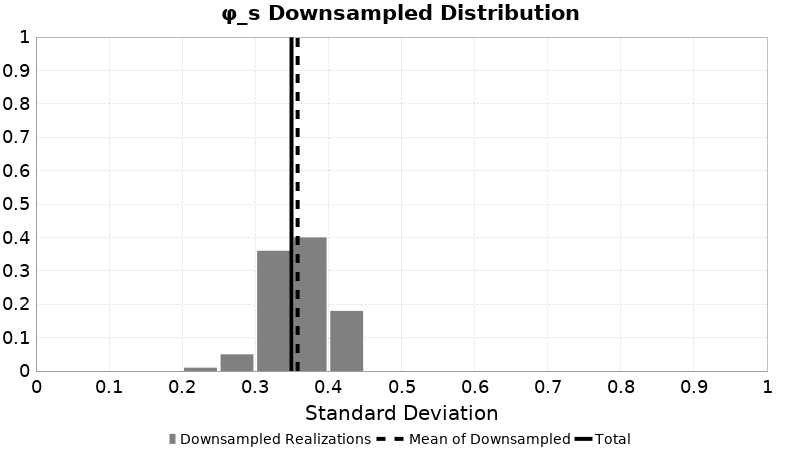 φ_s Downsampled Distribution
1
0.9
0.8
0.7
0.6
0.5
0.4
0.3
0.2
0.1
0
0 0.1 0.2 0.3 0.4 0.5 0.6 0.7 0.8 0.9 1
Standard Deviation
Downsampled Realizations Mean of Downsampled Total